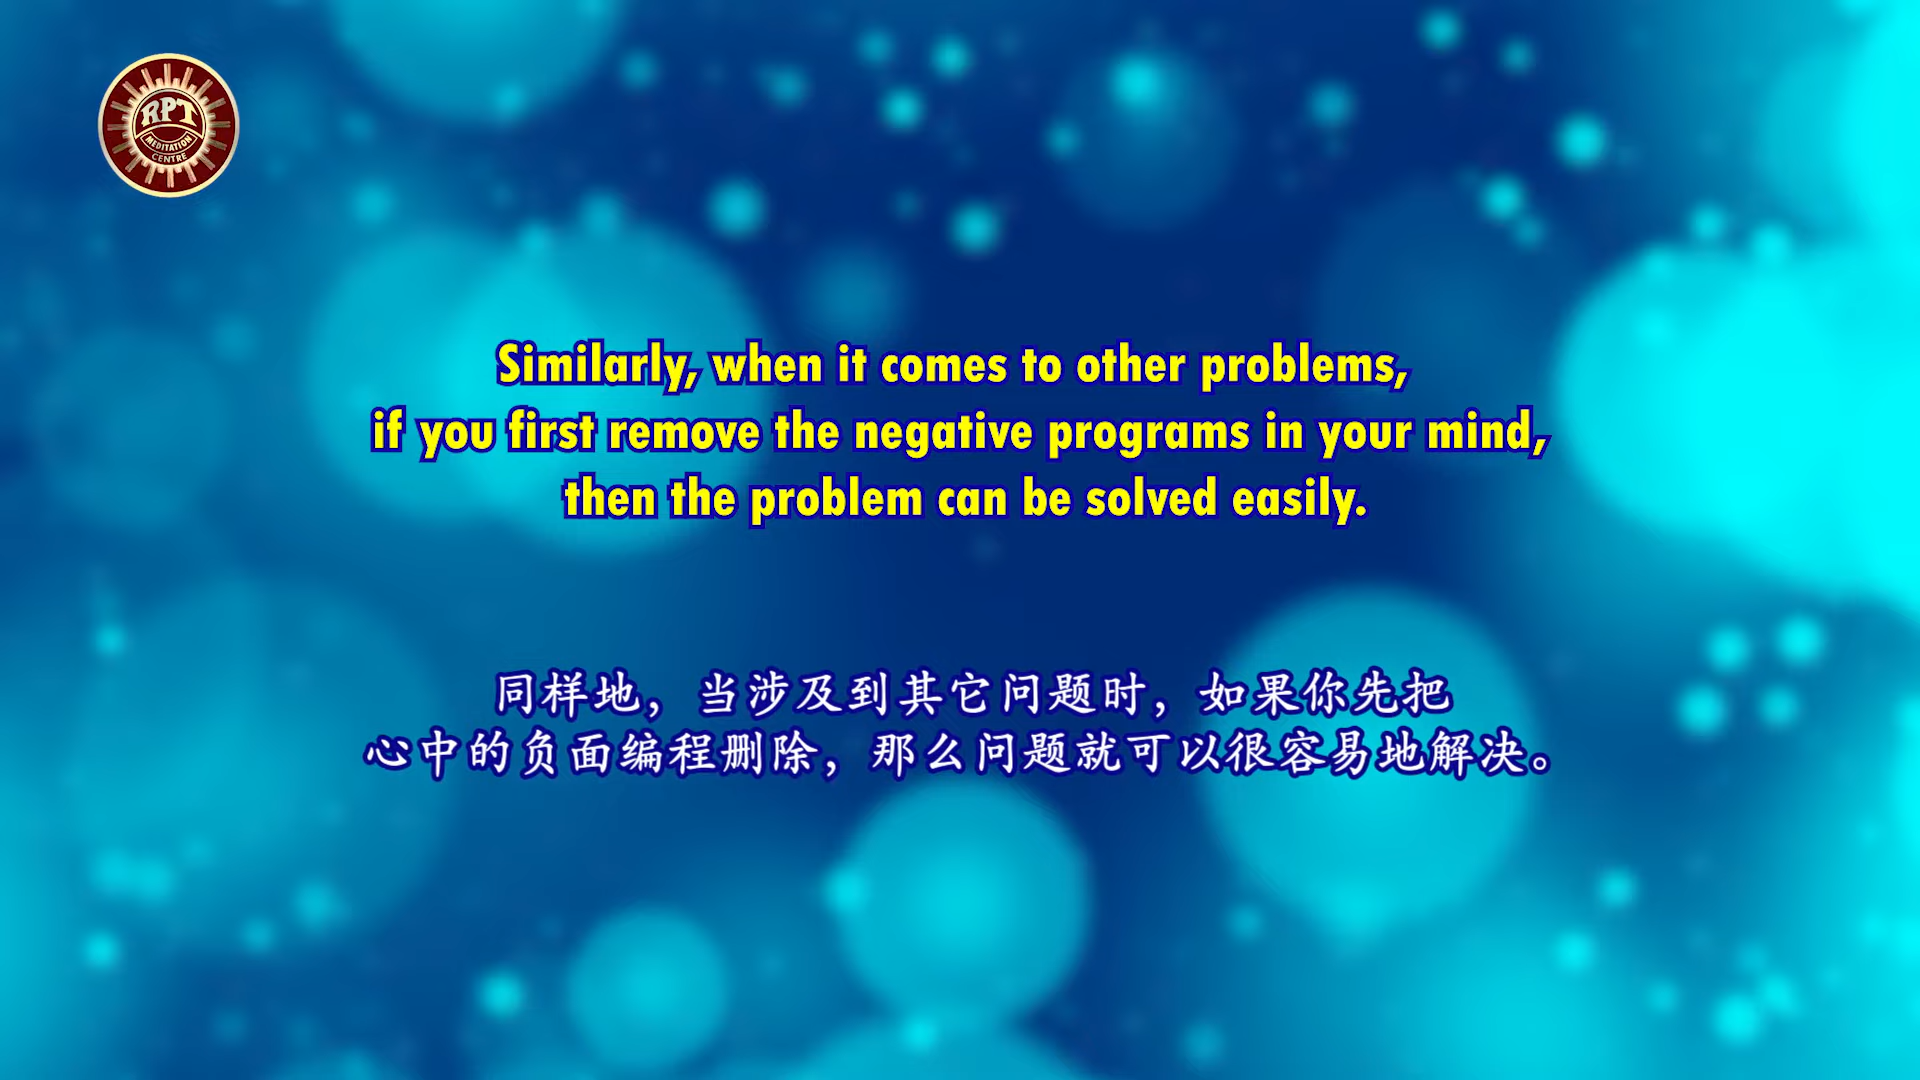 RPT
MEDITATION
CENTRE
Similarly, when it comes to other problems,
if you first remove the negative programs in your mind,
then the problem can be solved easily.
同样地，当涉及到其它问题时，如果你先把
心中的负面编程删除，那么问题就可以很容易地解决。